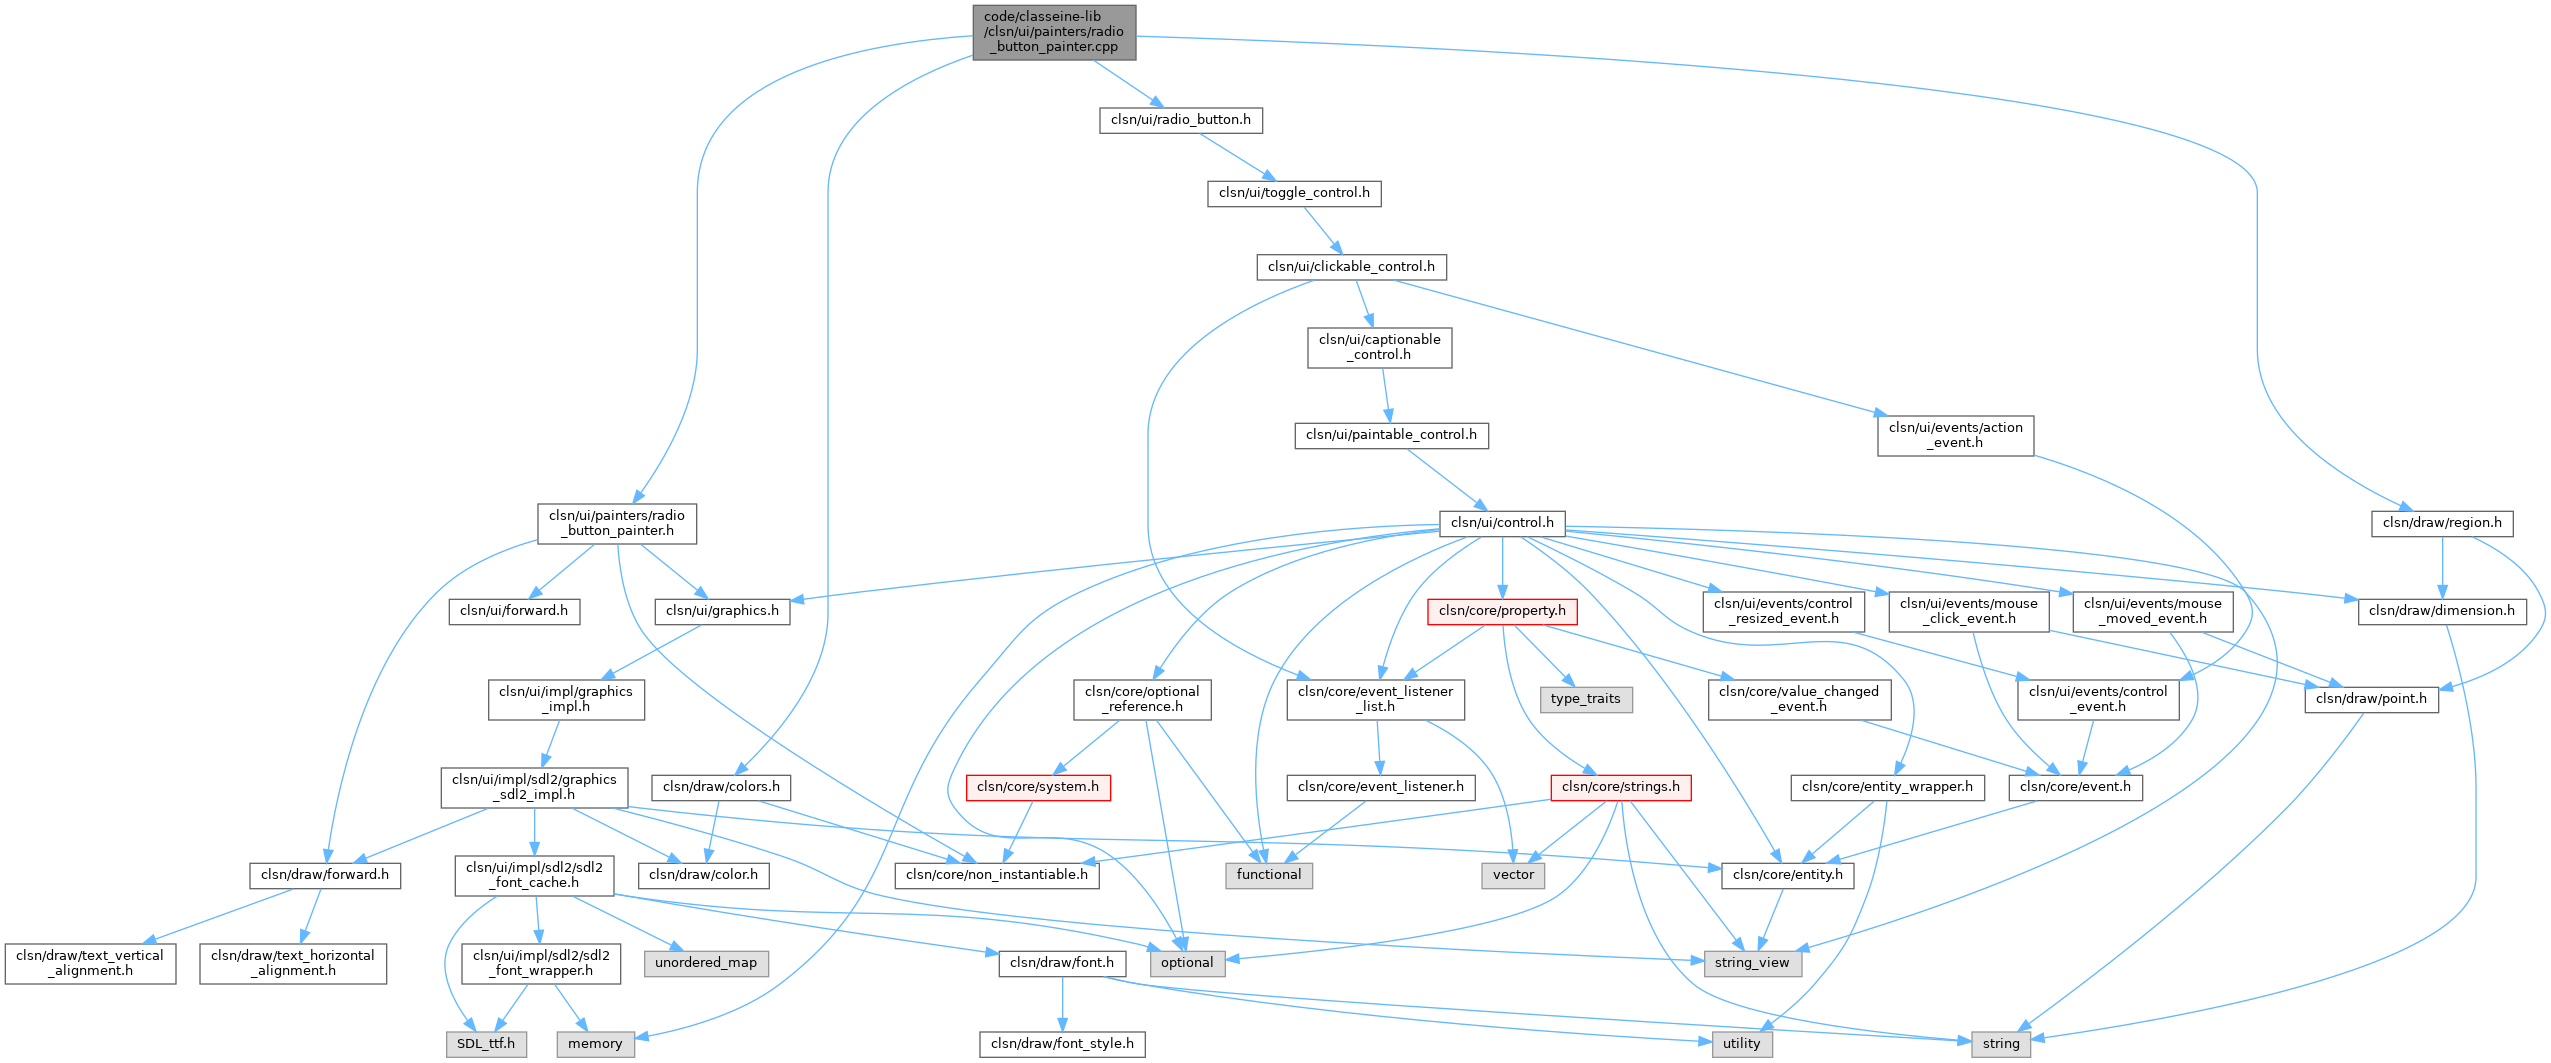 code/classeine-lib
/clsn/ui/painters/radio
_button_painter.cpp
clsn/ui/radio_button.h
clsn/ui/toggle_control.h
clsn/ui/clickable_control.h
clsn/ui/captionable
_control.h
clsn/ui/events/action
_event.h
clsn/ui/paintable_control.h
clsn/ui/painters/radio
_button_painter.h
clsn/ui/control.h
clsn/draw/region.h
clsn/ui/forward.h
clsn/ui/graphics.h
clsn/core/property.h
clsn/ui/events/control
_resized_event.h
clsn/ui/events/mouse
_click_event.h
clsn/ui/events/mouse
_moved_event.h
clsn/draw/dimension.h
clsn/ui/impl/graphics
_impl.h
clsn/core/optional
_reference.h
clsn/core/event_listener
_list.h
type_traits
clsn/core/value_changed
_event.h
clsn/ui/events/control
_event.h
clsn/draw/point.h
clsn/ui/impl/sdl2/graphics
_sdl2_impl.h
clsn/draw/colors.h
clsn/core/system.h
clsn/core/event_listener.h
clsn/core/strings.h
clsn/core/entity_wrapper.h
clsn/core/event.h
clsn/draw/forward.h
clsn/ui/impl/sdl2/sdl2
_font_cache.h
clsn/draw/color.h
clsn/core/non_instantiable.h
functional
vector
clsn/core/entity.h
clsn/draw/text_vertical
_alignment.h
clsn/draw/text_horizontal
_alignment.h
clsn/ui/impl/sdl2/sdl2
_font_wrapper.h
unordered_map
clsn/draw/font.h
optional
string_view
SDL_ttf.h
memory
clsn/draw/font_style.h
utility
string